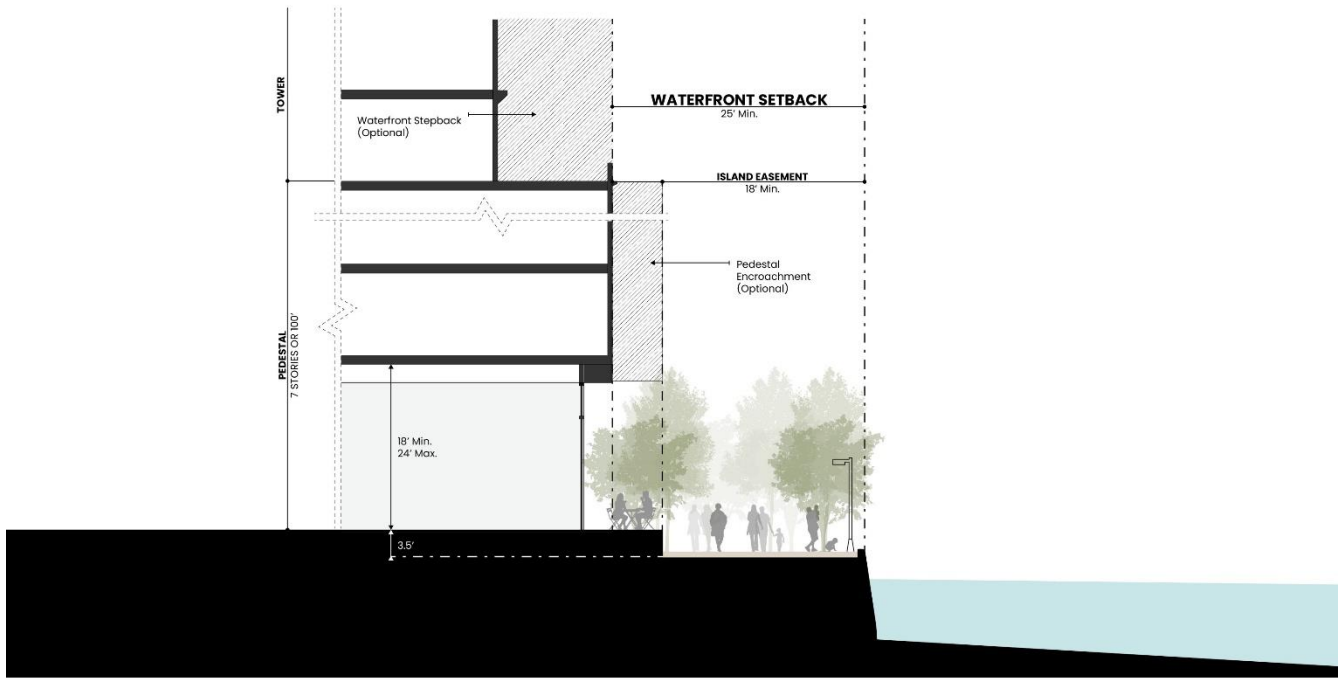 TOWER
Waterfront Stepback
(Optional)
WATERFRONT SETBACK
25' Min.
ISLAND EASEMENT
18' Min.
Pedestal
Encroachment
(Optional)
PEDESTAL
7 STORIES OR 100'
18' Min.
24' Max.
3.5'